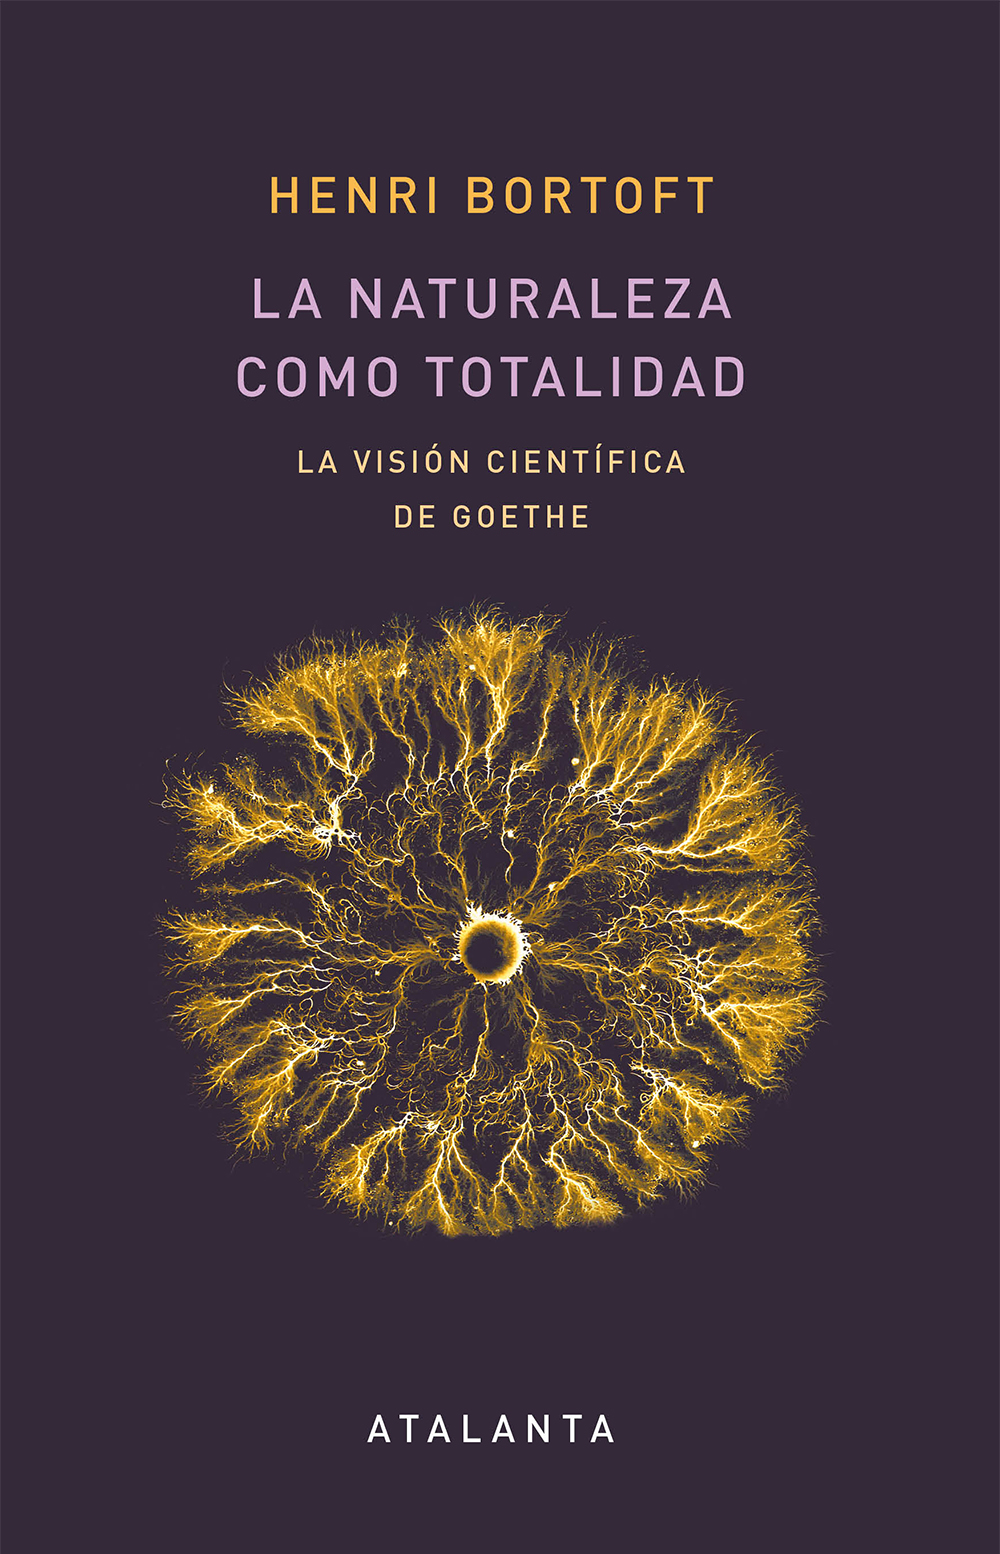 HENRI BORTOFT
LA NATURALEZA
COMO TOTALIDAD
LA VISIÓN CIENTÍFICA
DE GOETHE
ATALANTA